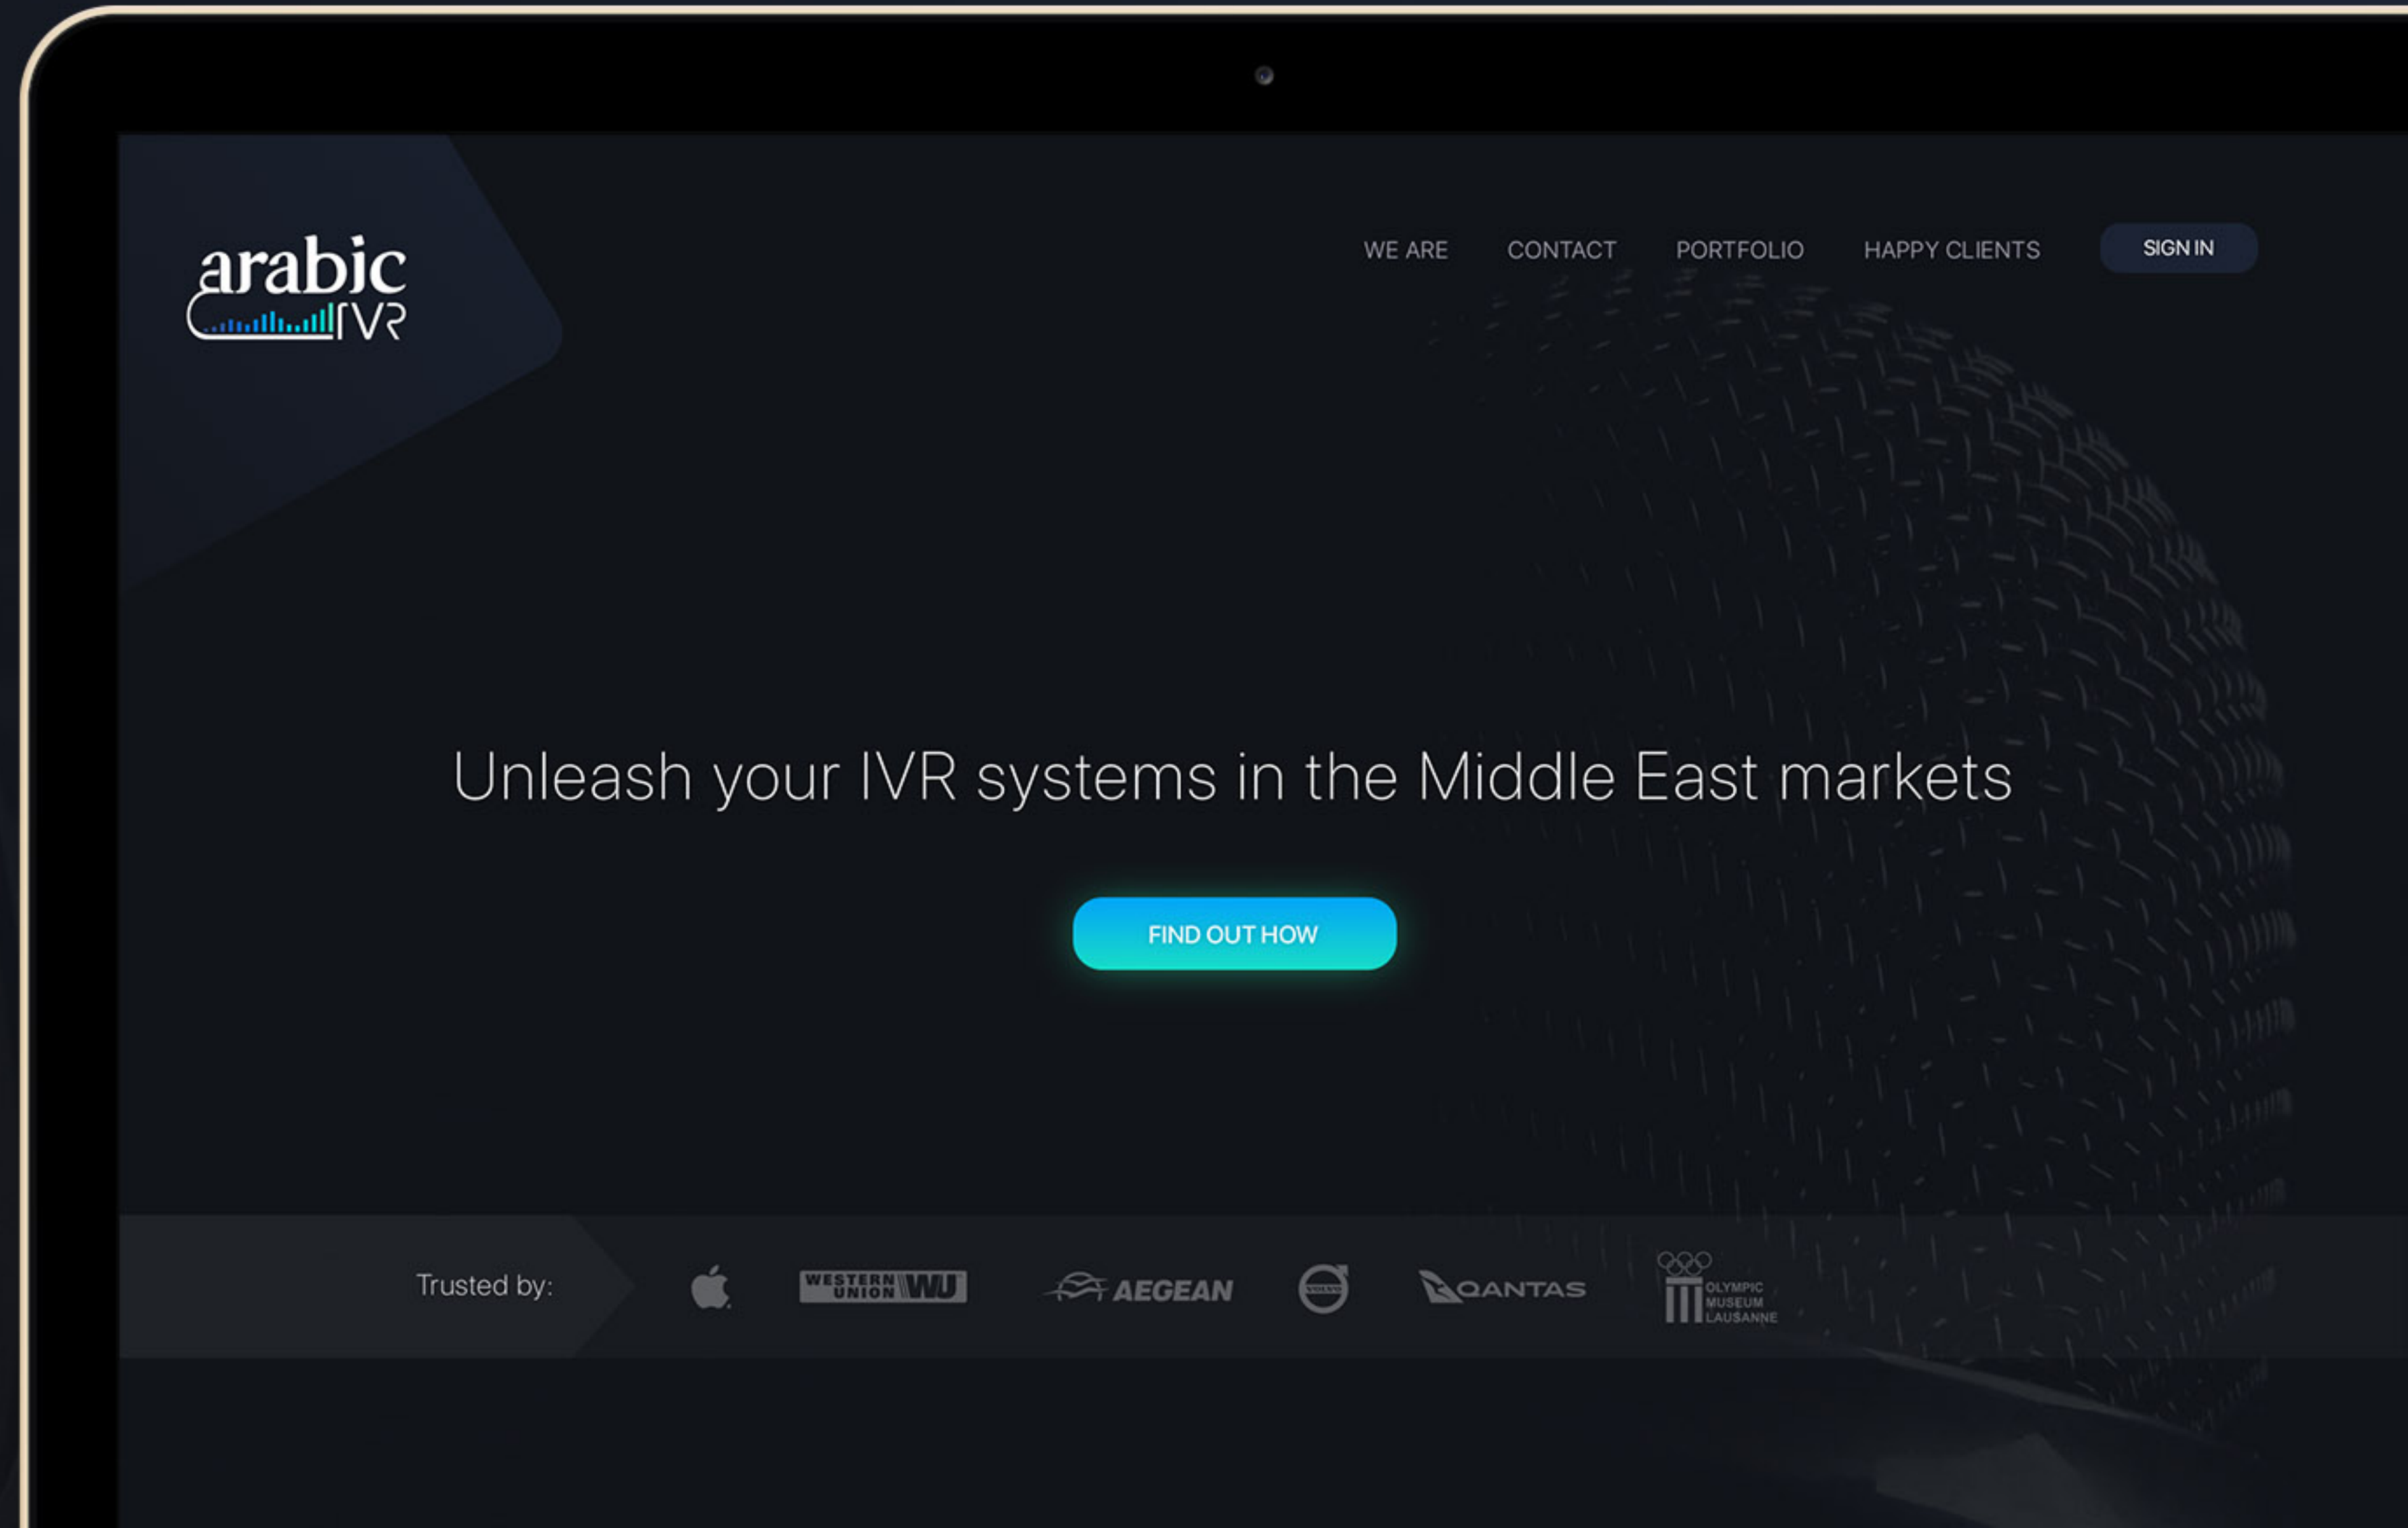 arabic
IVR
WE ARE
CONTACT
PORTFOLIO
HAPPY CLIENTS
SIGN IN
Unleash your IVR systems in the Middle East markets
FIND OUT HOW
Trusted by:
WESTERN
UNION
WU
AEGEAN
VOLVO
QANTAS
OLYMPIC
MUSEUM
LAUSANNE